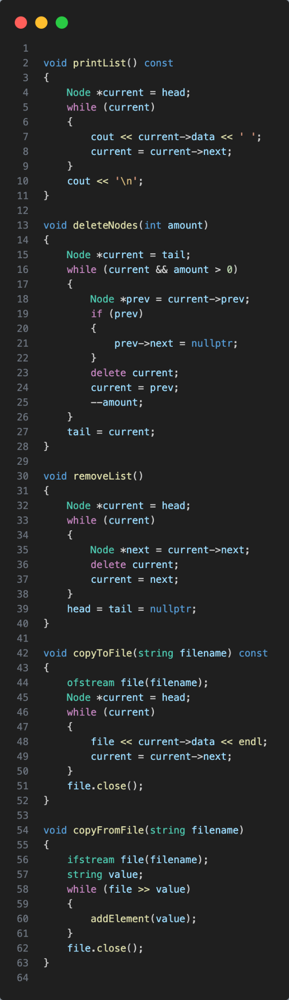 1
2 void printList() const
3 {
4     Node *current = head;
5     while (current)
6     {
7         cout << current->data << ' ';
8         current = current->next;
9     }
10     cout << '\n';
11 }
12
13 void deleteNodes(int amount)
14 {
15     Node *current = tail;
16     while (current && amount > 0)
17     {
18         Node *prev = current->prev;
19         if (prev)
20         {
21             prev->next = nullptr;
22         }
23         delete current;
24         current = prev;
25         --amount;
26     }
27     tail = current;
28 }
29
30 void removeList()
31 {
32     Node *current = head;
33     while (current)
34     {
35         Node *next = current->next;
36         delete current;
37         current = next;
38     }
39     head = tail = nullptr;
40 }
41
42 void copyToFile(string filename) const
43 {
44     ofstream file(filename);
45     Node *current = head;
46     while (current)
47     {
48         file << current->data << endl;
49         current = current->next;
50     }
51     file.close();
52 }
53
54 void copyFromFile(string filename)
55 {
56     ifstream file(filename);
57     string value;
58     while (file >> value)
59     {
60         addElement(value);
61     }
62     file.close();
63 }
64